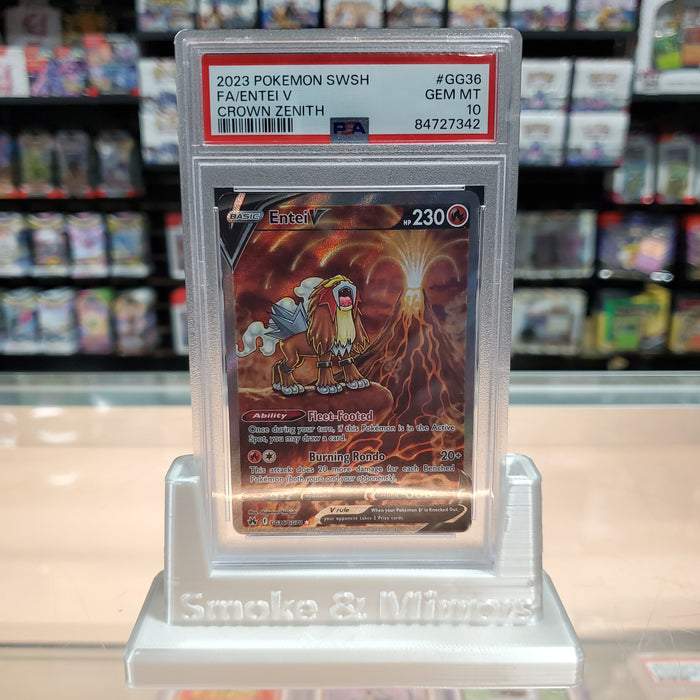 2023 POKEMON SWSH #GG36
FA/ENTEI V GEM MT
CROWN ZENITH 10
PSA 84727342
BASIC Entei V HP 230
Ability Fleet-Footed
Once during your turn, if this Pokémon is in the Active
Spot, you may draw a card.
Burning Rondo 20+
This attack does 20 more damage for each Benched
Pokémon (both yours and your opponent's).
V rule When your Pokémon V is Knocked Out,
your opponent takes 2 Prize cards.
Smoke & Mirrors